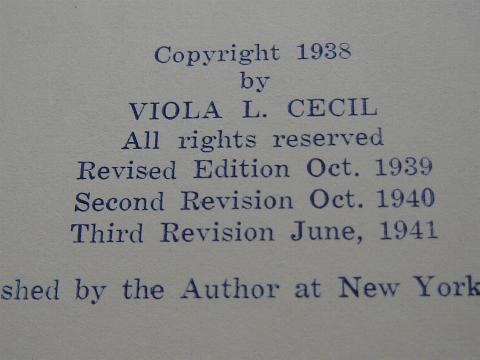 Copyright 1938
by
VIOLA L. CECIL
All rights reserved
Revised Edition Oct. 1939
Second Revision Oct. 1940
Third Revision June, 1941
shed by the Author at New York